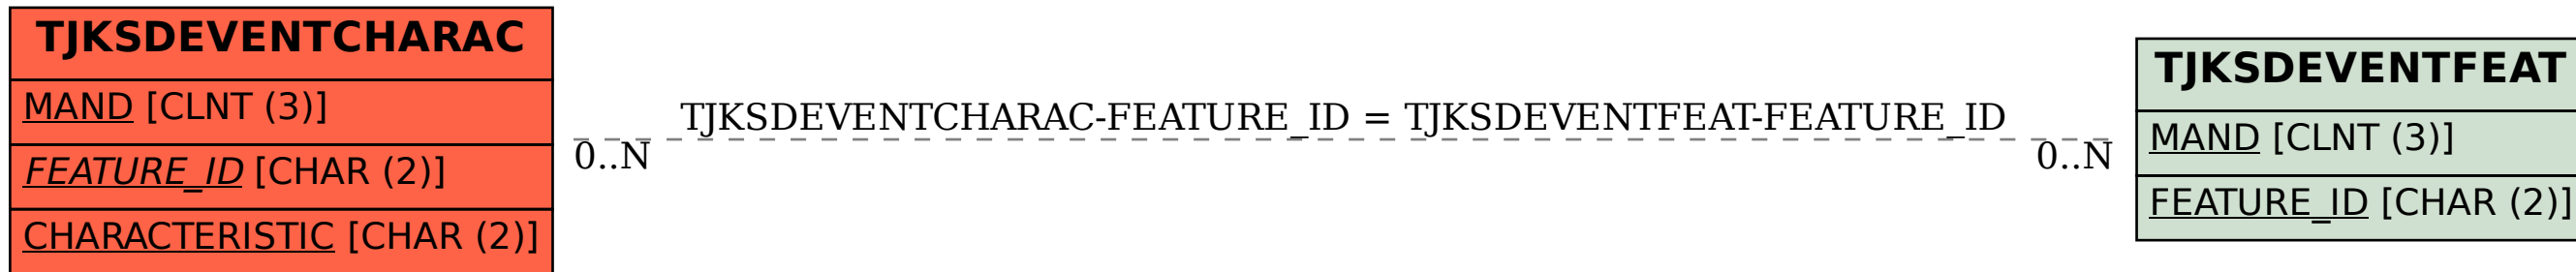 TJKSDEVENTCHARAC
MAND [CLNT (3)]
FEATURE_ID [CHAR (2)]
CHARACTERISTIC [CHAR (2)]
TJKSDEVENTCHARAC-FEATURE_ID = TJKSDEVENTFEAT-FEATURE_ID
0..N
0..N
TJKSDEVENTFEAT
MAND [CLNT (3)]
FEATURE_ID [CHAR (2)]